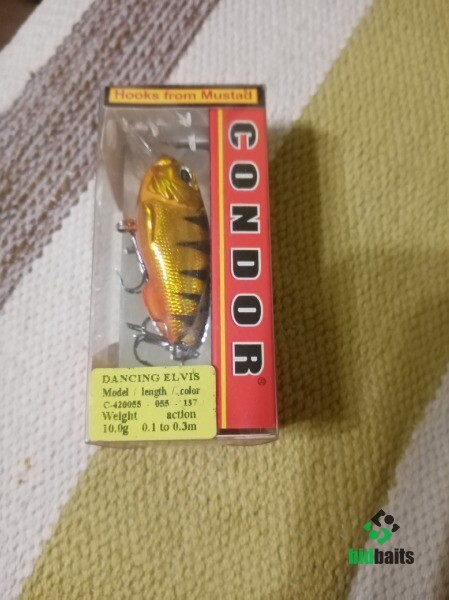 Hooks from Mustad
CONDOR®
DANCING ELVIS
Model / length / color
C-420055 - 055 - 137
Weight action
10.0g 0.1 to 0.3m
bidbaits